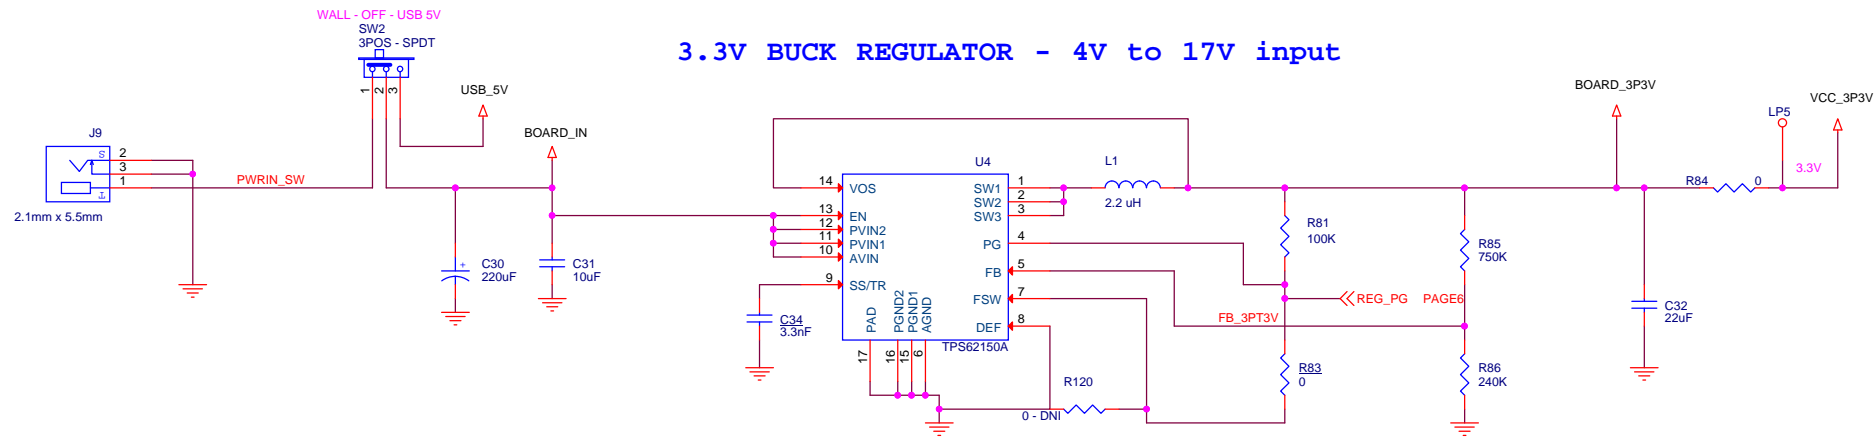 WALL - OFF - USB 5V
SW2
3POS - SPDT
3.3V BUCK REGULATOR - 4V to 17V input
1
2
3
USB_5V
BOARD_IN
J9
S
2
3
1
T
2.1mm x 5.5mm
PWRIN_SW
C30
220uF
C31
10uF
C34
3.3nF
U4
14
VOS
13
EN
12
PVIN2
11
PVIN1
10
AVIN
9
SS/TR
SW1
1
SW2
2
SW3
3
PG
4
FB
5
FSW
7
DEF
8
PAD
PGND2
PGND1
AGND
17
16
15
6
TPS62150A
L1
2.2 uH
R120
0 - DNI
R81
100K
REG_PG PAGE6
FB_3PT3V
R83
0
R85
750K
R86
240K
BOARD_3P3V
C32
22uF
R84
0
LP5
3.3V
VCC_3P3V